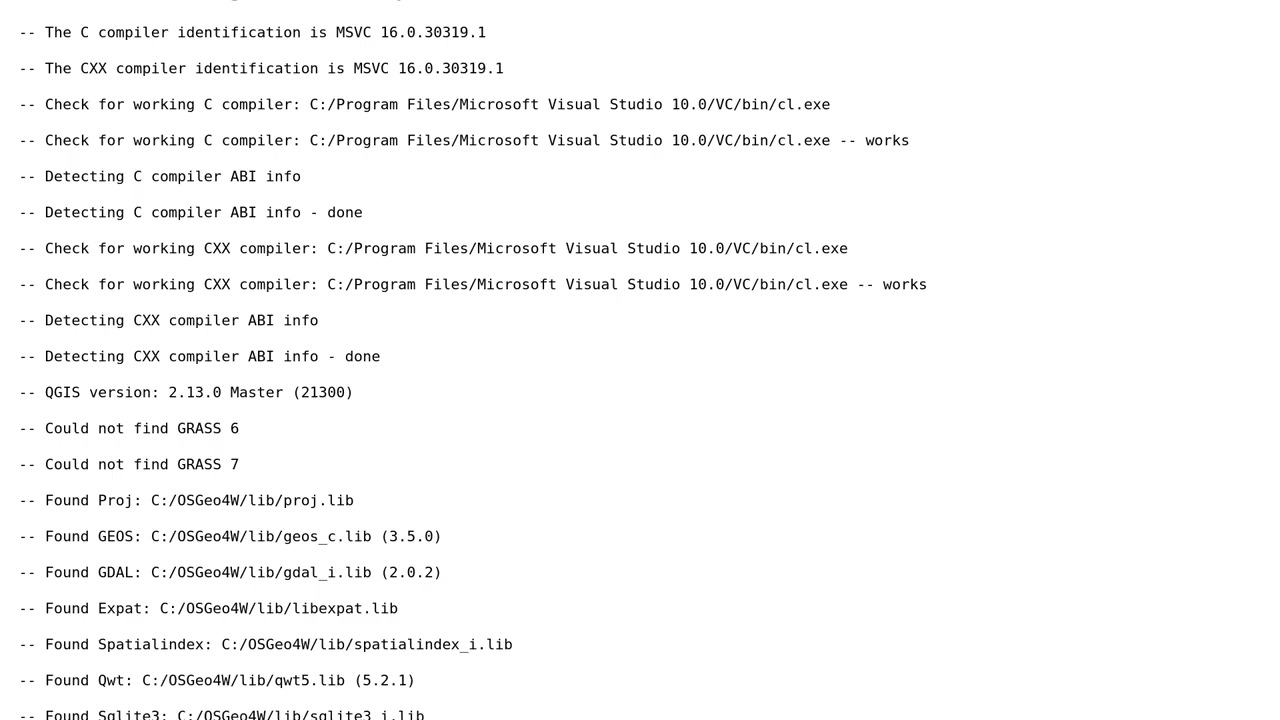 -- The C compiler identification is MSVC 16.0.30319.1
-- The CXX compiler identification is MSVC 16.0.30319.1
-- Check for working C compiler: C:/Program Files/Microsoft Visual Studio 10.0/VC/bin/cl.exe
-- Check for working C compiler: C:/Program Files/Microsoft Visual Studio 10.0/VC/bin/cl.exe -- works
-- Detecting C compiler ABI info
-- Detecting C compiler ABI info - done
-- Check for working CXX compiler: C:/Program Files/Microsoft Visual Studio 10.0/VC/bin/cl.exe
-- Check for working CXX compiler: C:/Program Files/Microsoft Visual Studio 10.0/VC/bin/cl.exe -- works
-- Detecting CXX compiler ABI info
-- Detecting CXX compiler ABI info - done
-- QGIS version: 2.13.0 Master (21300)
-- Could not find GRASS 6
-- Could not find GRASS 7
-- Found Proj: C:/OSGeo4W/lib/proj.lib
-- Found GEOS: C:/OSGeo4W/lib/geos_c.lib (3.5.0)
-- Found GDAL: C:/OSGeo4W/lib/gdal_i.lib (2.0.2)
-- Found Expat: C:/OSGeo4W/lib/libexpat.lib
-- Found Spatialindex: C:/OSGeo4W/lib/spatialindex_i.lib
-- Found Qwt: C:/OSGeo4W/lib/qwt5.lib (5.2.1)
-- Found Sqlite3: C:/OSGeo4W/lib/sqlite3_i.lib